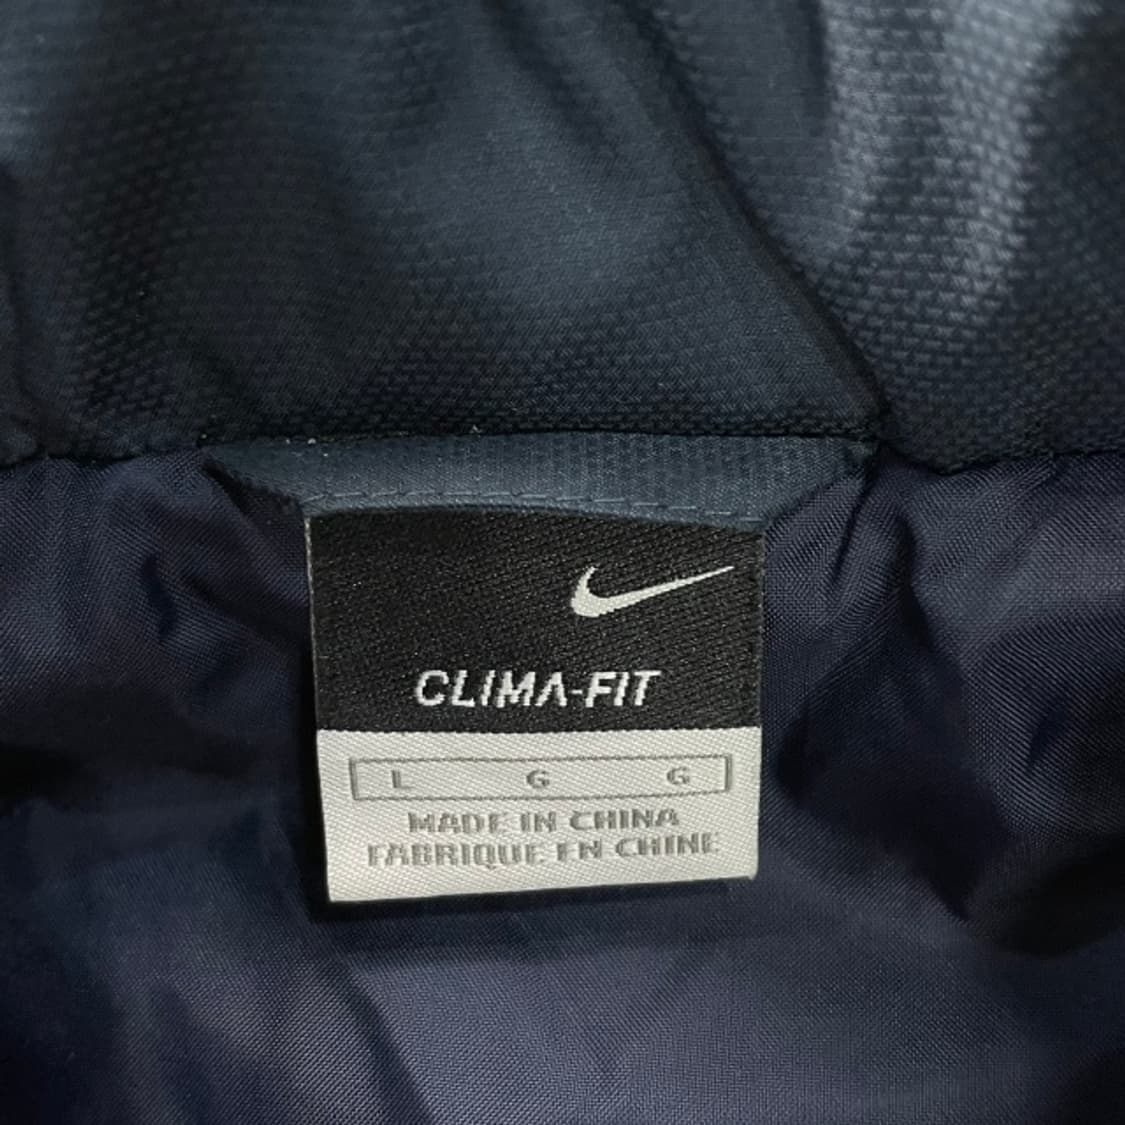 CLIMA-FIT
L G G
MADE IN CHINA
FABRIQUE EN CHINE